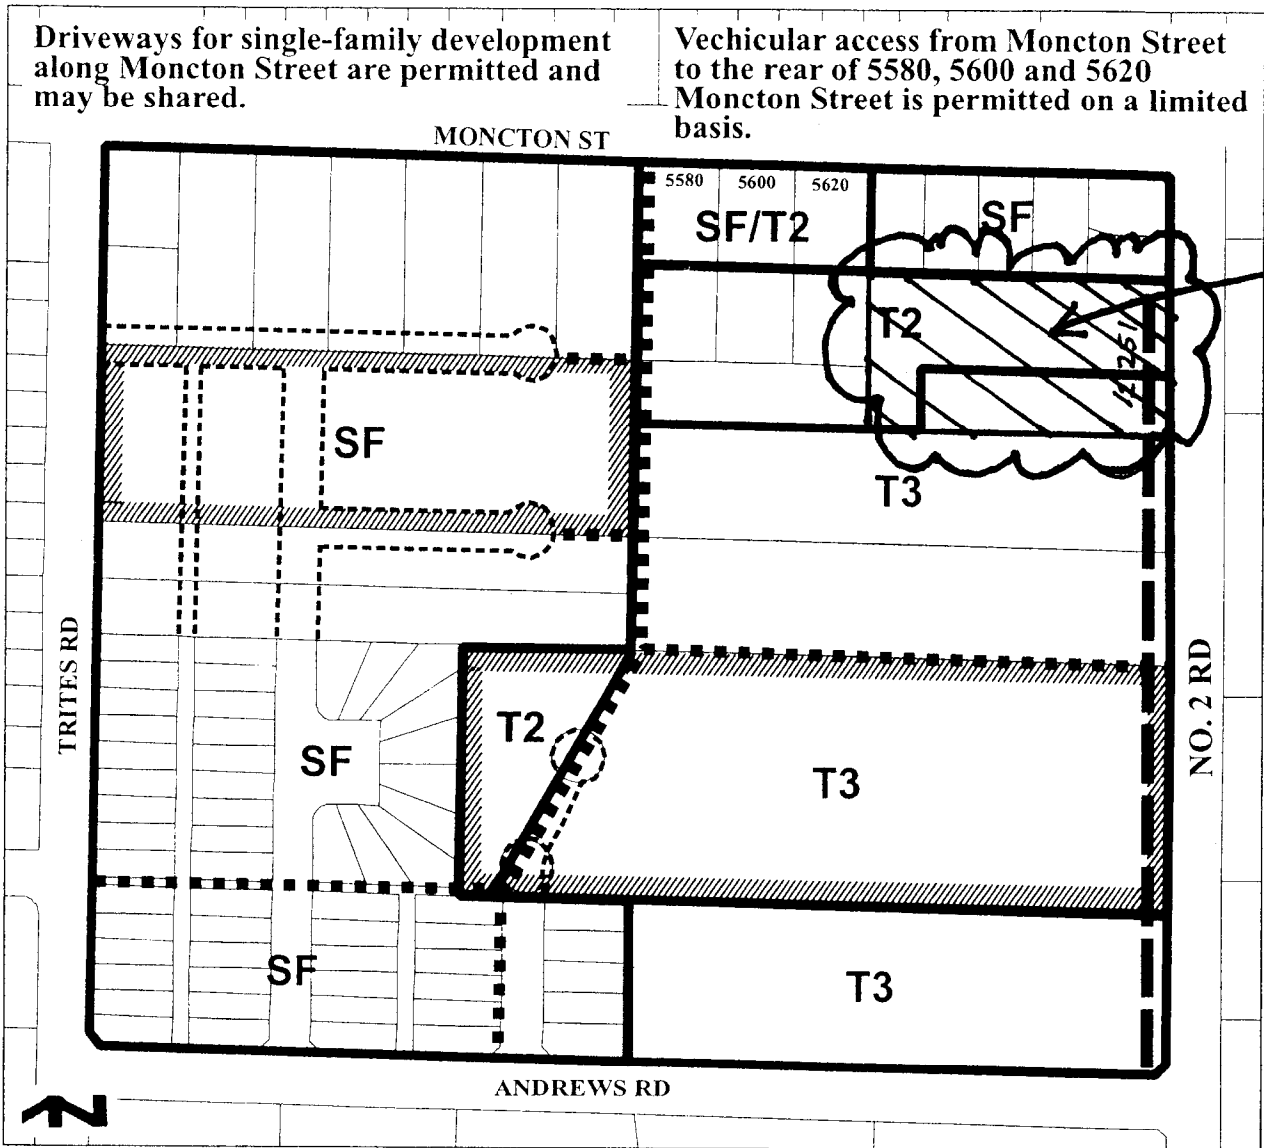 Driveways for single-family development
along Moncton Street are permitted and
may be shared.
Vechicular access from Moncton Street
to the rear of 5580, 5600 and 5620
Moncton Street is permitted on a limited
basis.
MONCTON ST
5580 5600 5620
SF/T2
SF
T2
12251
SF
T3
TRITES RD
NO. 2 RD
T2
SF
T3
SF
T3
ANDREWS RD
N